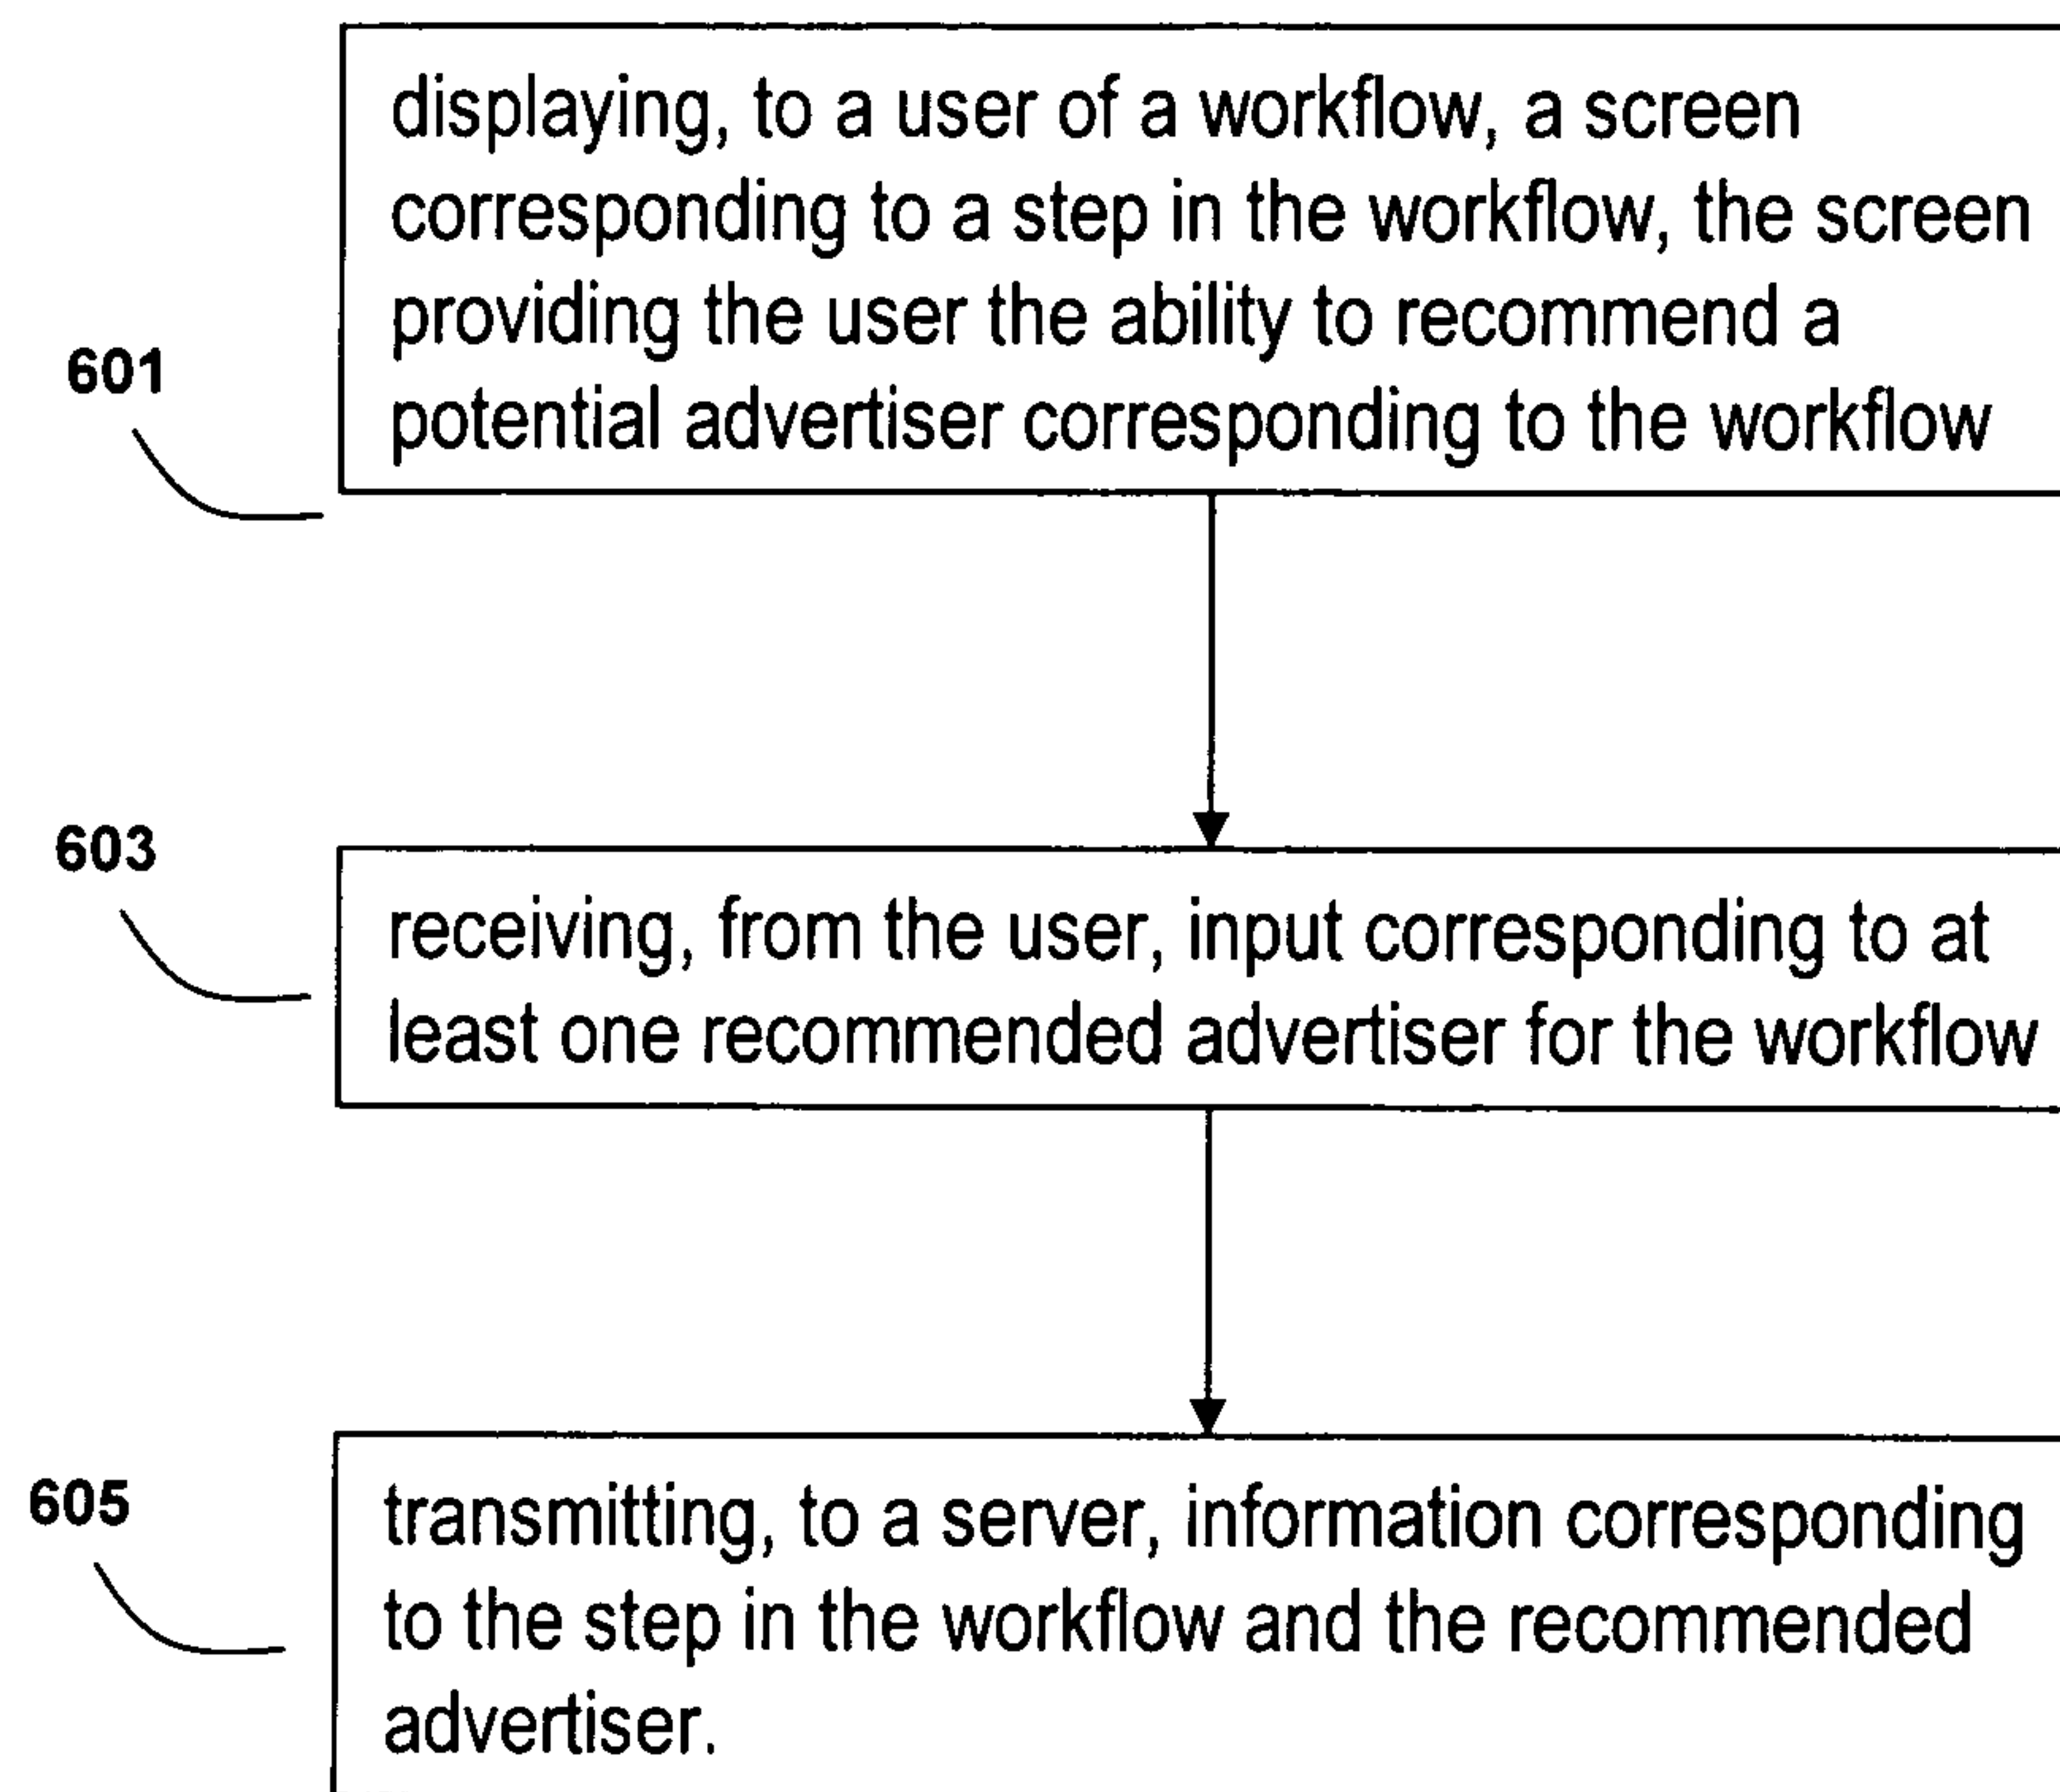 displaying, to a user of a workflow, a screen
corresponding to a step in the workflow, the screen
providing the user the ability to recommend a
potential advertiser corresponding to the workflow
601
603
receiving, from the user, input corresponding to at
least one recommended advertiser for the workflow
605
transmitting, to a server, information corresponding
to the step in the workflow and the recommended
advertiser.